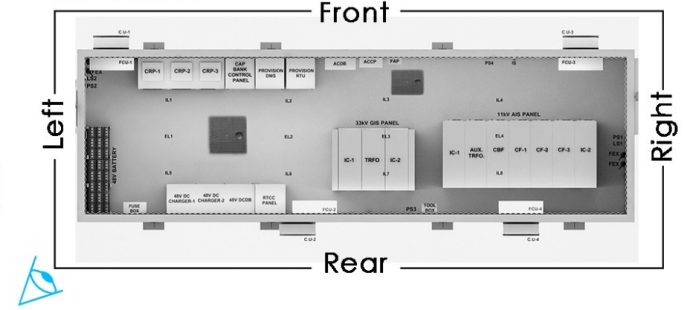 Front
C.U-1
C.U-3
FCU-1
CRP-1
CRP-2
CRP-3
CAP
BANK
CONTROL
PANEL
PROVISION
DMS
PROVISION
RTU
ACDB
ACCP
FAP
PS4
FCU-3
LS2
PS2
IL1
IL2
IL3
IL4
Left
Right
33kV GIS PANEL
11kV AIS PANEL
EL1
EL2
EL3
EL4
IC-1
TRFO
IC-2
IC-1
AUX.
TRFO.
CBF
CF-1
CF-2
CF-3
IC-2
PS1
LS1
FEX
FEX
48V BATTERY
IL5
IL6
IL7
IL8
FUSE
BOX
48V DC
CHARGER-1
48V DC
CHARGER-2
48V DCDB
RTCC
PANEL
FCU-2
PS3
TOOL
BOX
FCU-4
C.U-2
C.U-4
Rear